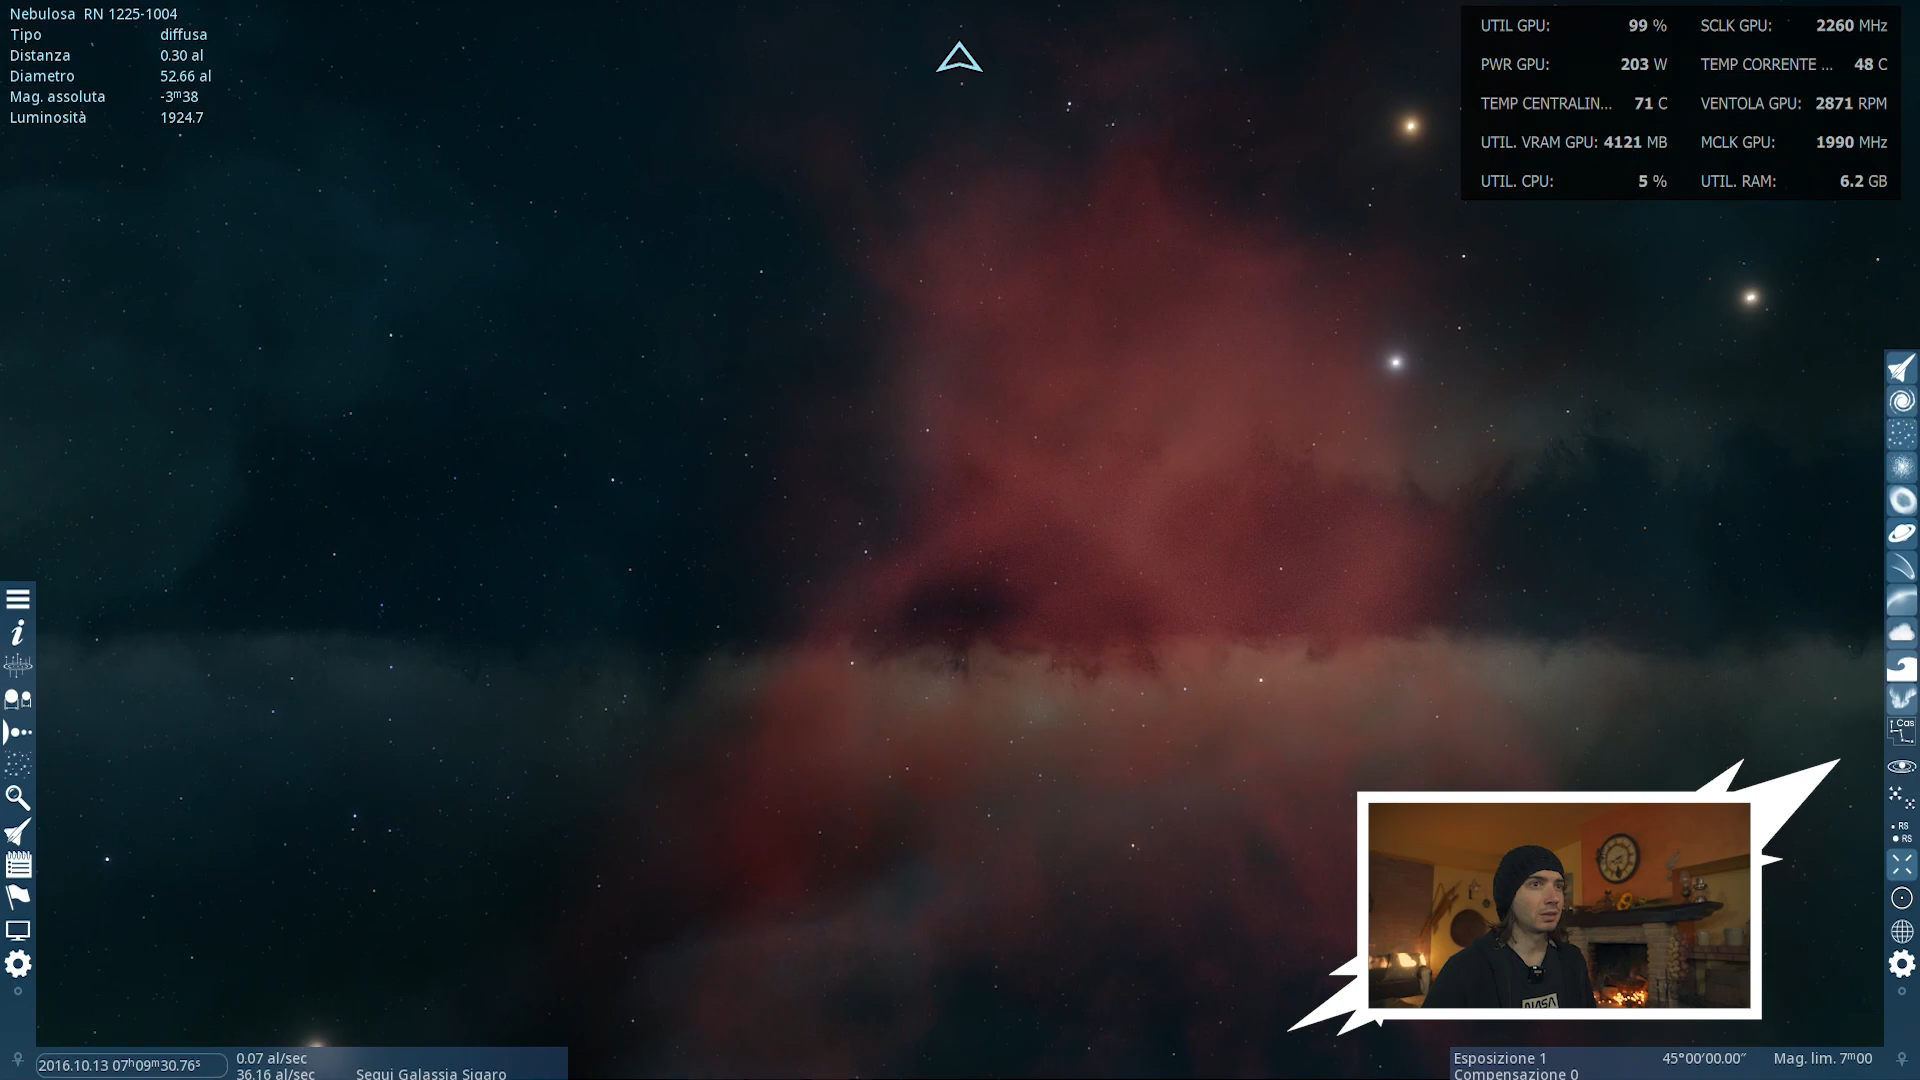 Nebulosa RN 1225-1004
Tipo diffusa
Distanza 0.30 al
Diametro 52.66 al
Mag. assoluta -3ᵐ38
Luminosità 1924.7
UTIL GPU: 99 % SCLK GPU: 2260 MHz
PWR GPU: 203 W TEMP CORRENTE ... 48 C
TEMP CENTRALIN... 71 C VENTOLA GPU: 2871 RPM
UTIL. VRAM GPU: 4121 MB MCLK GPU: 1990 MHz
UTIL. CPU: 5 % UTIL. RAM: 6.2 GB
Cas
RS
RS
NASA
2016.10.13 07ʰ09ᵐ30.76ˢ
0.07 al/sec
36.16 al/sec Segui Galassia Sigaro
Esposizione 1 45°00'00.00" Mag. lim. 7ᵐ00
Compensazione 0